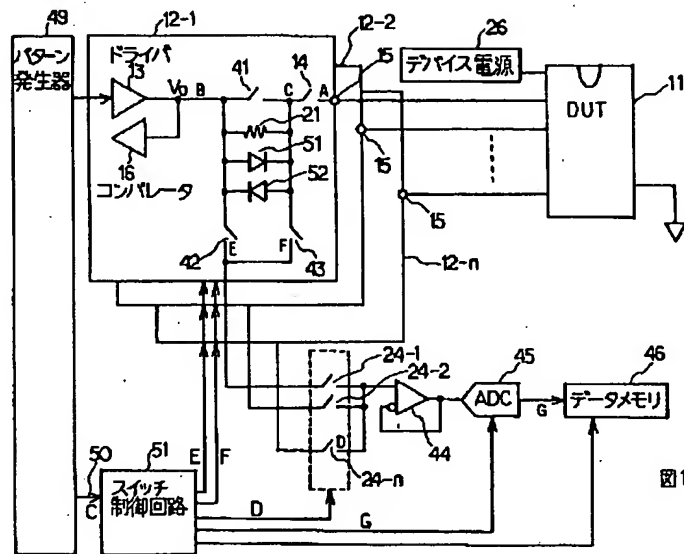 49
パターン
発生器
12-1
12-2
ドライバ
13
V₀ B
41
C
14
A
15
21
51
52
16
コンパレータ
42
E
F
43
15
15
12-n
26
デバイス電源
DUT
11
24-1
24-2
D
24-n
44
45
ADC
G
46
データメモリ
50
C
51
スイッチ
制御回路
E
F
D
G
図1